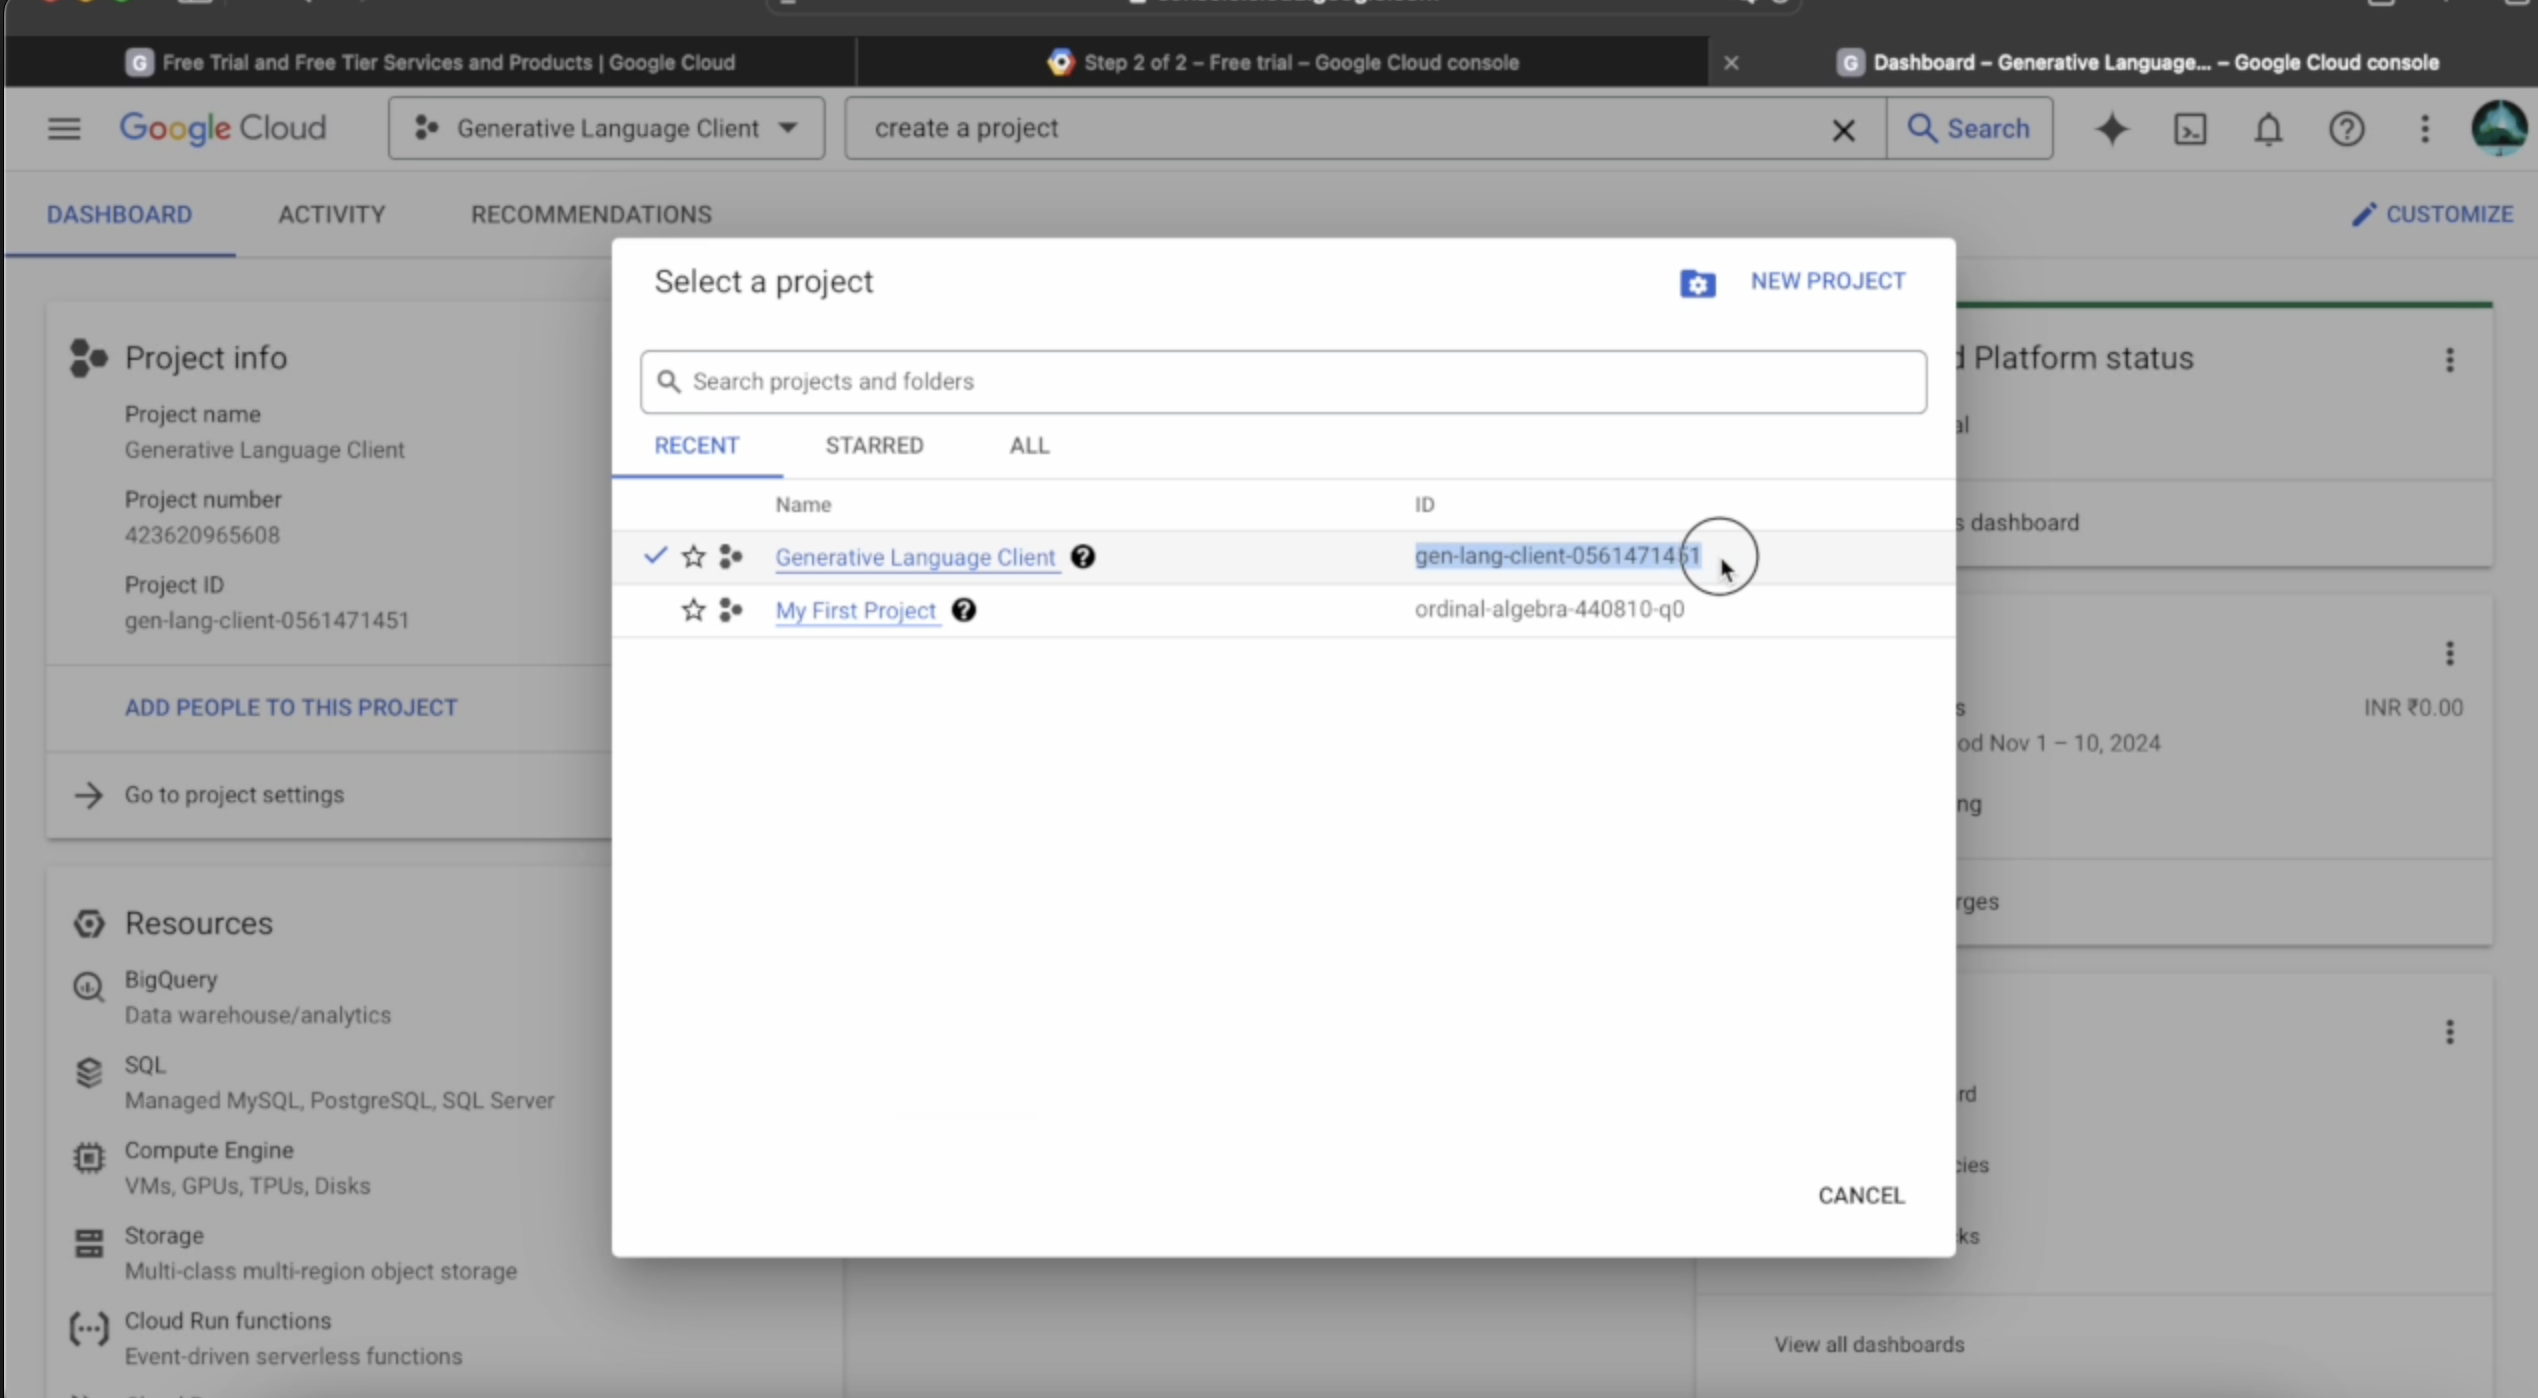 Free Trial and Free Tier Services and Products | Google Cloud
Step 2 of 2 – Free trial – Google Cloud console
Dashboard – Generative Language... – Google Cloud console
Google Cloud
Generative Language Client
create a project
Search
DASHBOARD
ACTIVITY
RECOMMENDATIONS
CUSTOMIZE
Select a project
NEW PROJECT
Search projects and folders
RECENT
STARRED
ALL
Name
ID
Generative Language Client
gen-lang-client-0561471451
My First Project
ordinal-algebra-440810-q0
CANCEL
Project info
Project name
Generative Language Client
Project number
423620965608
Project ID
gen-lang-client-0561471451
ADD PEOPLE TO THIS PROJECT
Go to project settings
Resources
BigQuery
Data warehouse/analytics
SQL
Managed MySQL, PostgreSQL, SQL Server
Compute Engine
VMs, GPUs, TPUs, Disks
Storage
Multi-class multi-region object storage
Cloud Run functions
Event-driven serverless functions
Platform status
dashboard
INR ₹0.00
Nov 1 – 10, 2024
View all dashboards